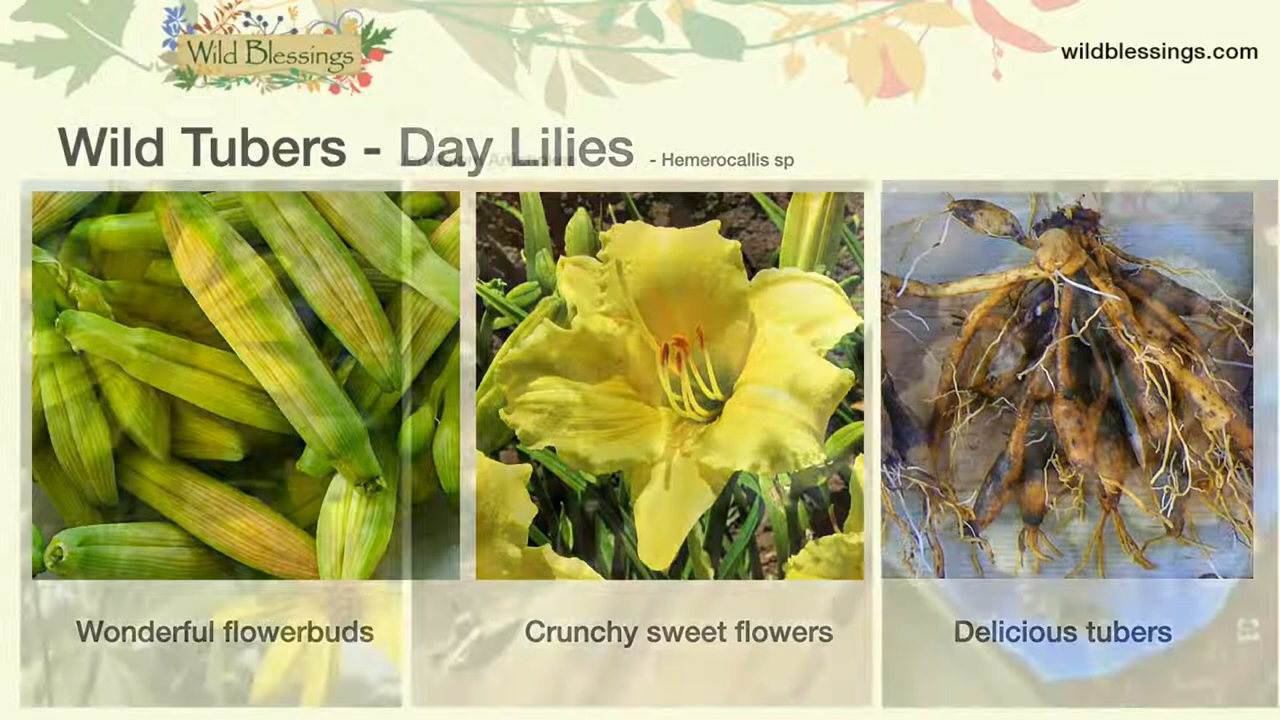 Wild Blessings
wildblessings.com
Wild Tubers - Day Lilies - Hemerocallis sp
Wonderful flowerbuds
Crunchy sweet flowers
Delicious tubers